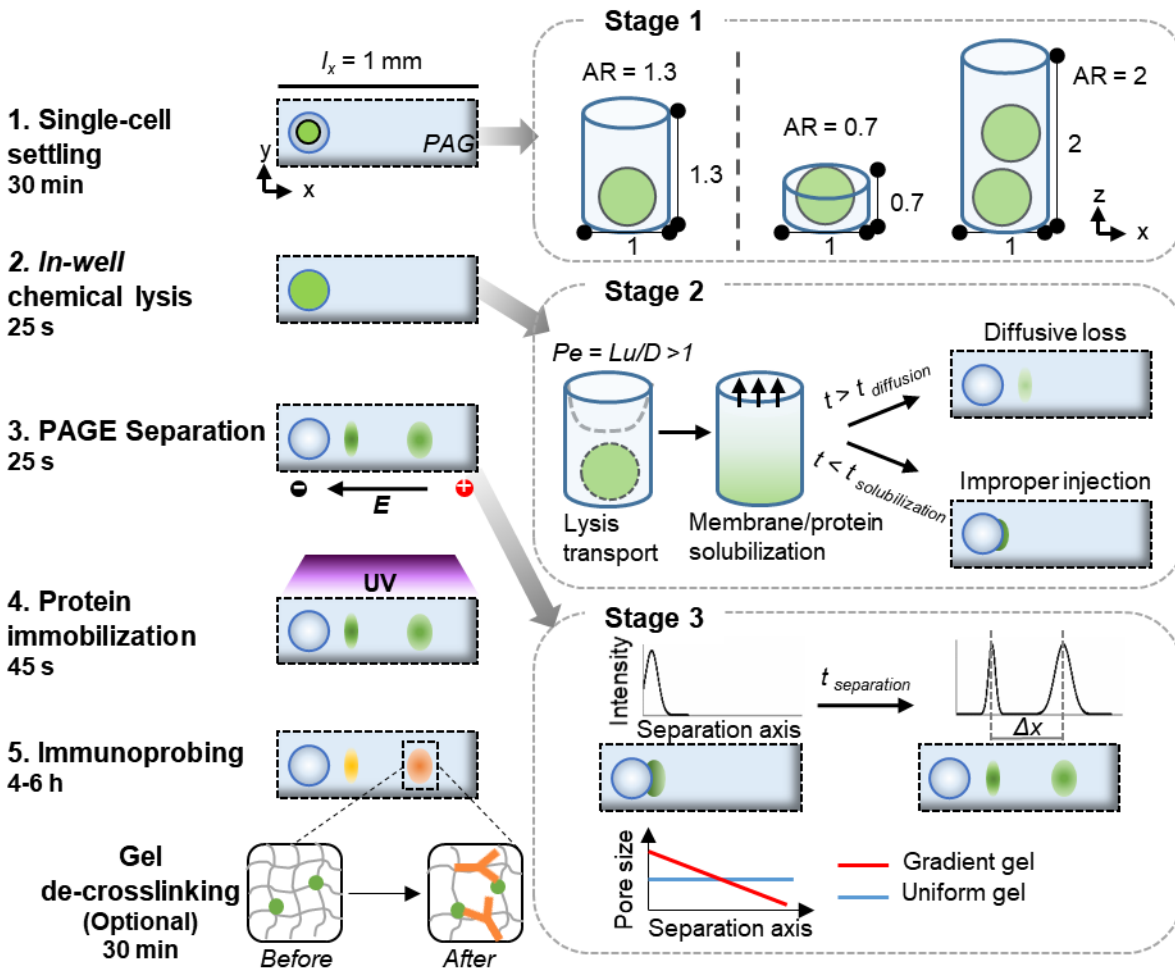 l_x = 1 mm
1. Single-cell
settling
30 min
PAG
y
x
2. In-well
chemical lysis
25 s
3. PAGE Separation
25 s
E
4. Protein
immobilization
45 s
UV
5. Immunoprobing
4-6 h
Gel
de-crosslinking
(Optional)
30 min
Before
After
Stage 1
AR = 1.3
1.3
1
AR = 0.7
0.7
1
AR = 2
2
1
z
x
Stage 2
Pe = Lu/D >1
Lysis
transport
Membrane/protein
solubilization
t > t diffusion
t < t solubilization
Diffusive loss
Improper injection
Stage 3
Intensity
Separation axis
t separation
Δx
Pore size
Separation axis
Gradient gel
Uniform gel